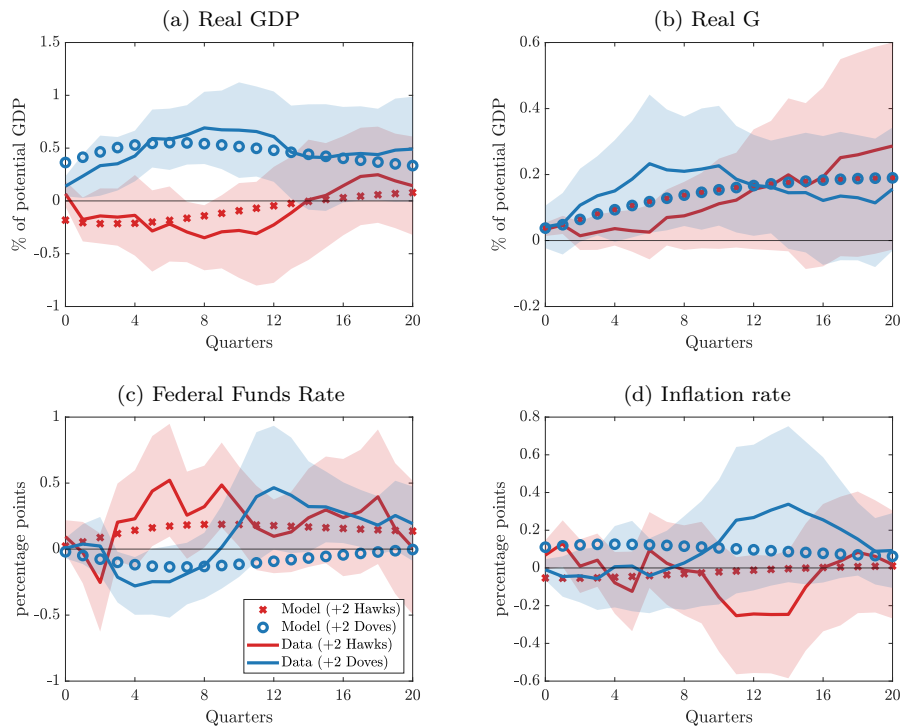 (a) Real GDP
% of potential GDP
1.5
1
0.5
0
-0.5
-1
0 4 8 12 16 20
Quarters
(b) Real G
% of potential GDP
0.6
0.4
0.2
0
-0.2
0 4 8 12 16 20
Quarters
(c) Federal Funds Rate
percentage points
1
0.5
0
-0.5
-1
0 4 8 12 16 20
Quarters
Model (+2 Hawks)
Model (+2 Doves)
Data (+2 Hawks)
Data (+2 Doves)
(d) Inflation rate
percentage points
0.8
0.6
0.4
0.2
0
-0.2
-0.4
-0.6
0 4 8 12 16 20
Quarters